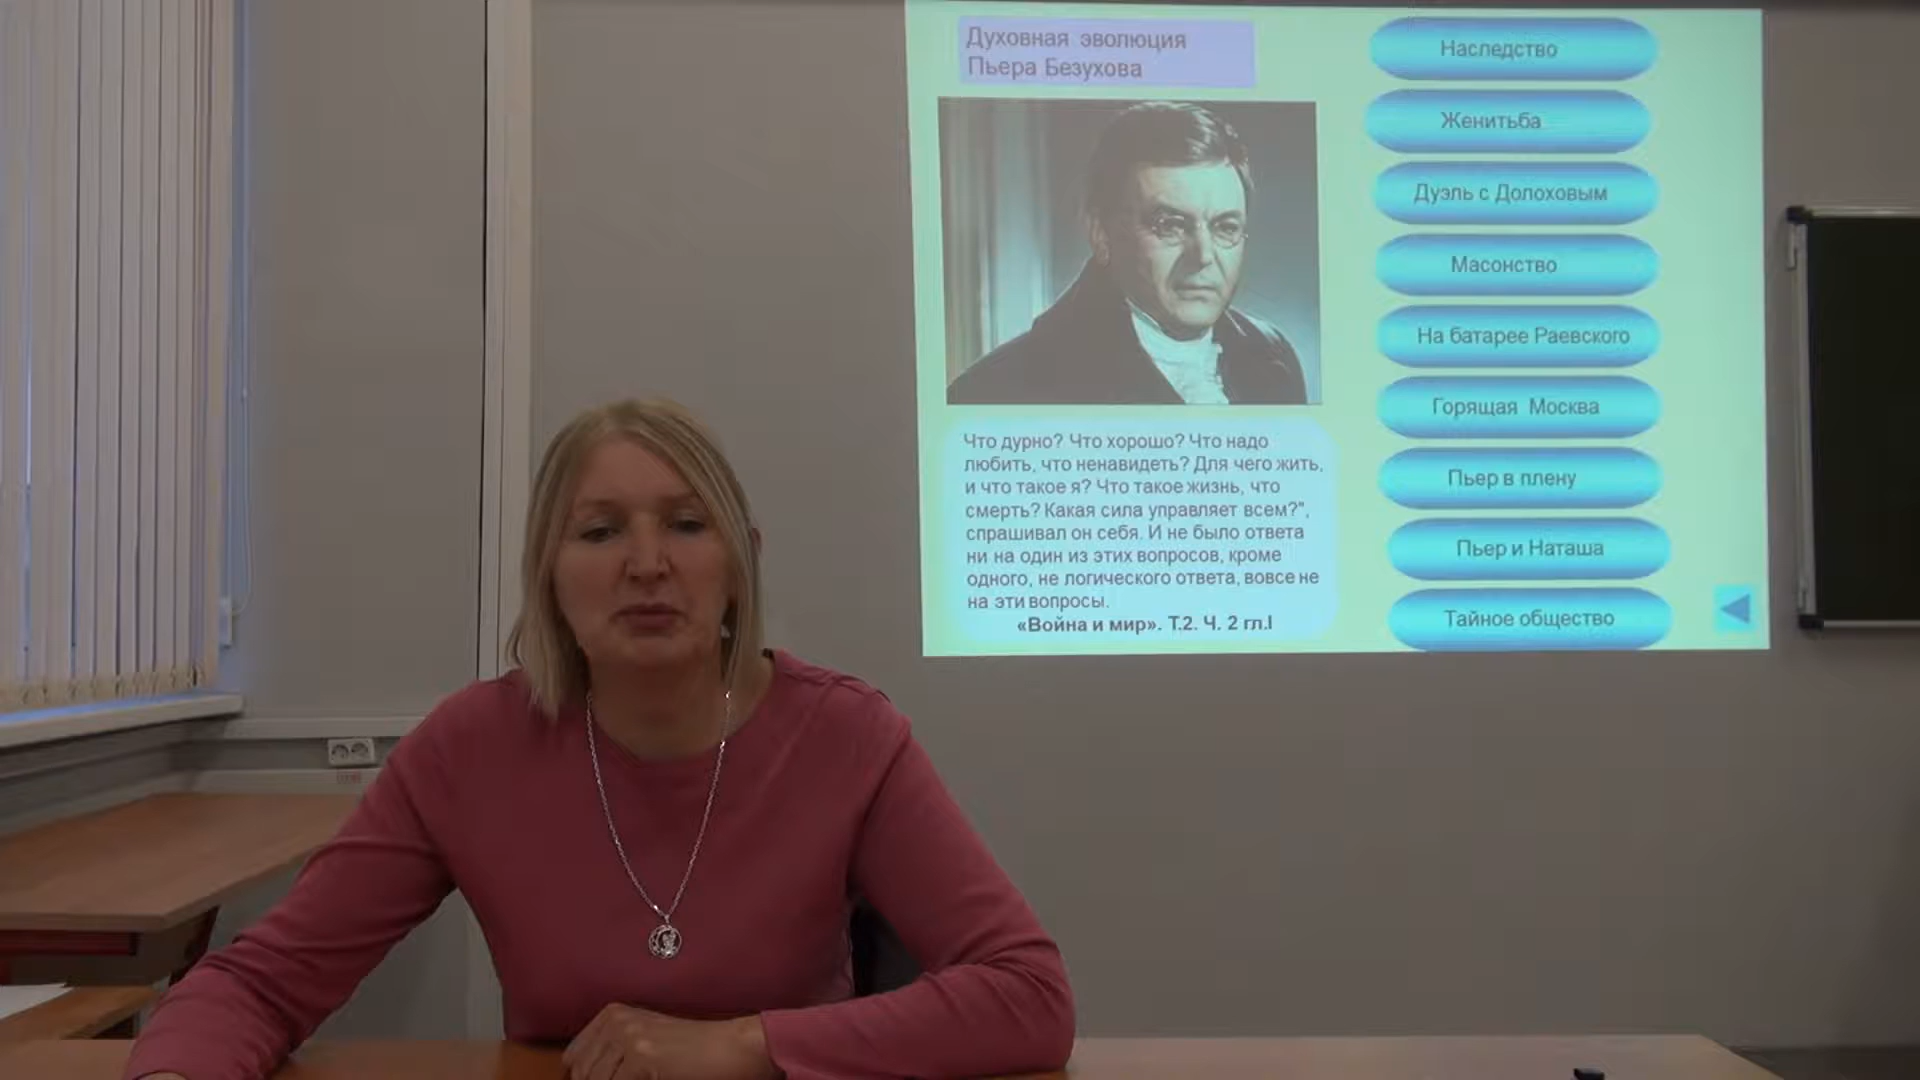 Духовная эволюция
Пьера Безухова
Что дурно? Что хорошо? Что надо
любить, что ненавидеть? Для чего жить,
и что такое я? Что такое жизнь, что
смерть? Какая сила управляет всем?",
спрашивал он себя. И не было ответа
ни на один из этих вопросов, кроме
одного, не логического ответа, вовсе не
на эти вопросы.
«Война и мир». Т.2. Ч. 2 гл.I
Наследство
Женитьба
Дуэль с Долоховым
Масонство
На батарее Раевского
Горящая Москва
Пьер в плену
Пьер и Наташа
Тайное общество